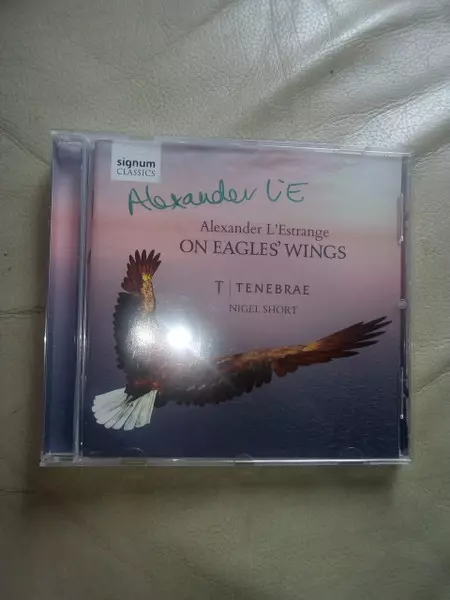 signum
CLASSICS
Alexander L'E
Alexander L'Estrange
ON EAGLES' WINGS
T | TENEBRAE
NIGEL SHORT